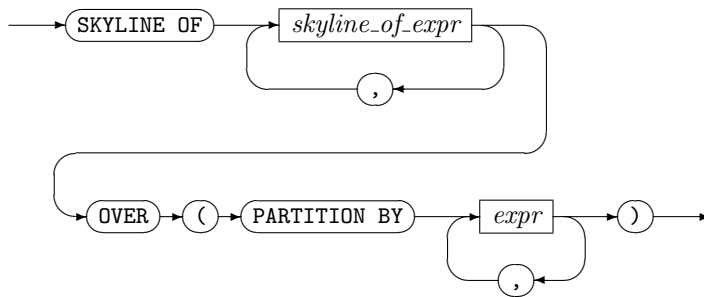 SKYLINE OF skyline_of_expr
,
OVER ( PARTITION BY expr )
,